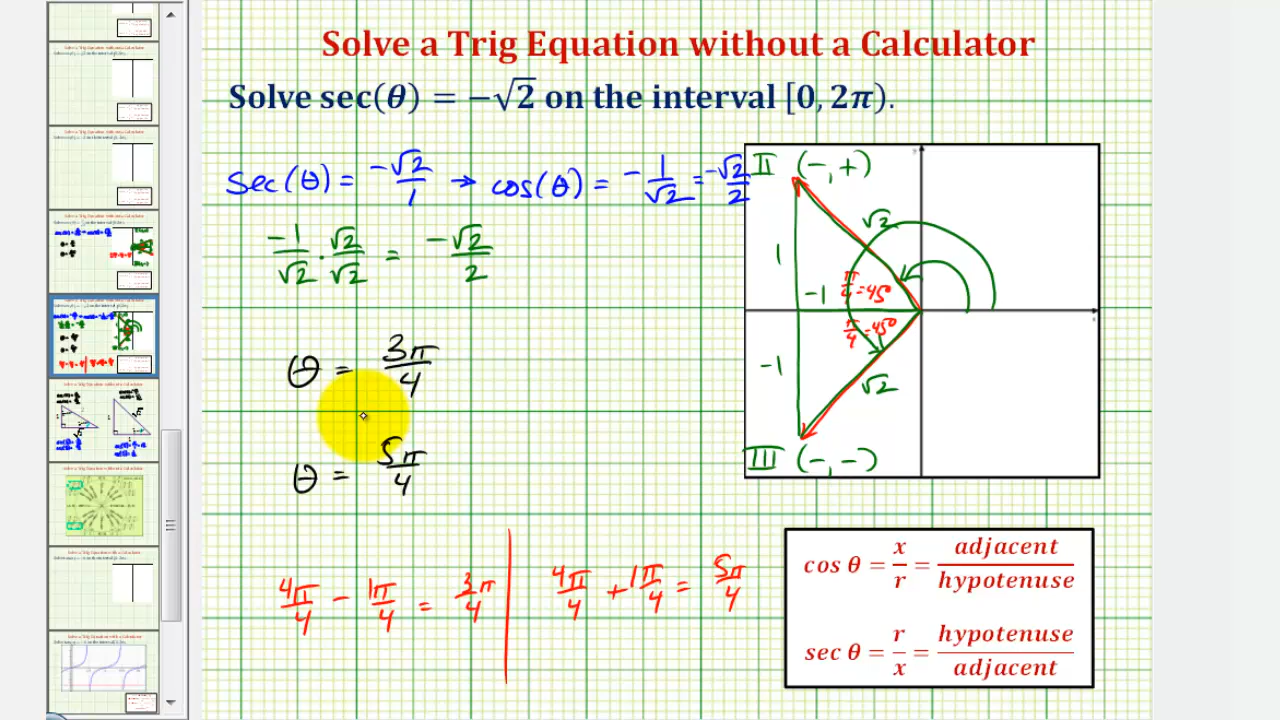 Solve a Trig Equation without a Calculator
Solve sec(θ) = −√2 on the interval [0, 2π).
sec(θ) = -√2/1 → cos(θ) = -1/√2 = -√2/2
-1/√2 · √2/√2 = -√2/2
θ = 3π/4
θ = 5π/4
4π/4 - 1π/4 = 3π/4
4π/4 + 1π/4 = 5π/4
II (-,+)
√2
1
-1
π/4 = 45°
π/4 = 45°
-1
√2
III (-,-)
y
x
cos θ = x/r = adjacent/hypotenuse
sec θ = r/x = hypotenuse/adjacent